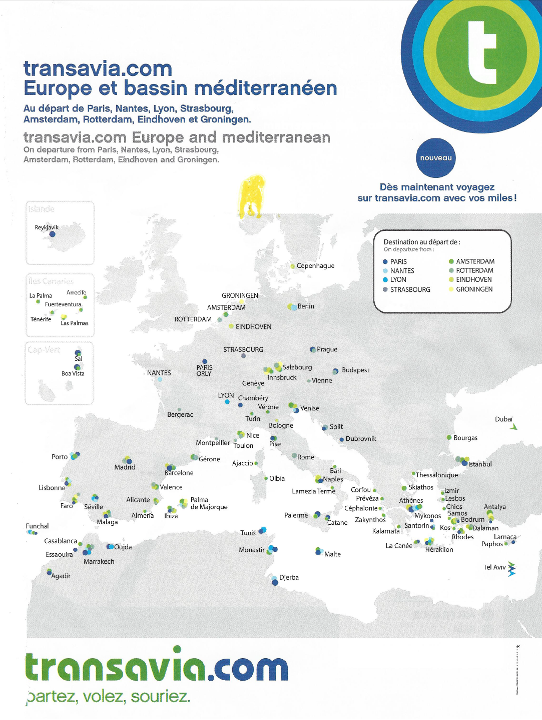 transavia.com
Europe et bassin méditerranéen
Au départ de Paris, Nantes, Lyon, Strasbourg,
Amsterdam, Rotterdam, Eindhoven et Groningen.
transavia.com Europe and mediterranean
On departure from Paris, Nantes, Lyon, Strasbourg,
Amsterdam, Rotterdam, Eindhoven and Groningen.
t
nouveau
Dès maintenant voyagez
sur transavia.com avec vos miles !
Islande
Reykjavik
Destination au départ de :
On departure from :
PARIS
NANTES
LYON
STRASBOURG
AMSTERDAM
ROTTERDAM
EINDHOVEN
GRONINGEN
Iles Canaries
La Palma
Arrecife
Fuerteventura
Ténérife
Las Palmas
Cap-Vert
Sal
Boa Vista
Copenhague
GRONINGEN
AMSTERDAM
Berlin
ROTTERDAM
EINDHOVEN
STRASBOURG
Prague
PARIS
ORLY
Salzbourg
Budapest
NANTES
Innsbruck
Vienne
Genève
LYON
Chambéry
Bergerac
Vérone
Venise
Turin
Dubai
Bologne
Split
Nice
Montpellier
Toulon
Pise
Dubrovnik
Bourgas
Porto
Gérone
Ajaccio
Rome
Istanbul
Madrid
Barcelone
Bari
Thessalonique
Lisbonne
Valence
Olbia
Naples
Lamezia Terme
Corfou
Skiathos
Izmir
Lesbos
Faro
Séville
Alicante
Palma
de Majorque
Prévéza
Athènes
Chios
Samos
Antalya
Almeria
Ibiza
Céphalonie
Mykonos
Bodrum
Malaga
Palerme
Catane
Zakynthos
Santorin
Kos
Dalaman
Funchal
Kalamata
Rhodes
Larnaca
Tunis
Paphos
Casablanca
Oujda
Monastir
Malte
La Canée
Héraklion
Essaouira
Marrakech
Tel Aviv
Agadir
Djerba
transavia.com
partez, volez, souriez.